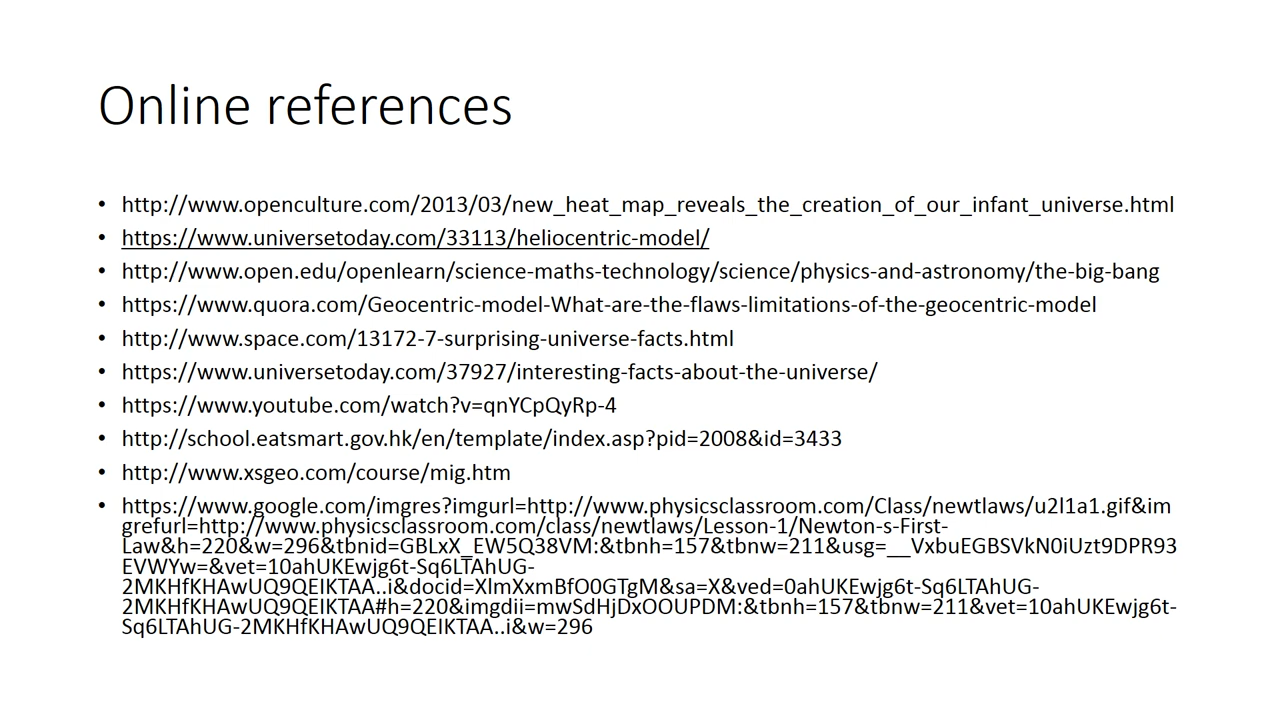 Online references
• http://www.openculture.com/2013/03/new_heat_map_reveals_the_creation_of_our_infant_universe.html
• https://www.universetoday.com/33113/heliocentric-model/
• http://www.open.edu/openlearn/science-maths-technology/science/physics-and-astronomy/the-big-bang
• https://www.quora.com/Geocentric-model-What-are-the-flaws-limitations-of-the-geocentric-model
• http://www.space.com/13172-7-surprising-universe-facts.html
• https://www.universetoday.com/37927/interesting-facts-about-the-universe/
• https://www.youtube.com/watch?v=qnYCpQyRp-4
• http://school.eatsmart.gov.hk/en/template/index.asp?pid=2008&id=3433
• http://www.xsgeo.com/course/mig.htm
• https://www.google.com/imgres?imgurl=http://www.physicsclassroom.com/Class/newtlaws/u2l1a1.gif&im
grefurl=http://www.physicsclassroom.com/class/newtlaws/Lesson-1/Newton-s-First-
Law&h=220&w=296&tbnid=GBLxX_EW5Q38VM:&tbnh=157&tbnw=211&usg=__VxbuEGBSVkN0iUzt9DPR93
EVWYw=&vet=10ahUKEwjg6t-Sq6LTAhUG-
2MKHfKHAwUQ9QEIKTAA..i&docid=XlmXxmBfO0GTgM&sa=X&ved=0ahUKEwjg6t-Sq6LTAhUG-
2MKHfKHAwUQ9QEIKTAA#h=220&imgdii=mwSdHjDxOOUPDM:&tbnh=157&tbnw=211&vet=10ahUKEwjg6t-
Sq6LTAhUG-2MKHfKHAwUQ9QEIKTAA..i&w=296